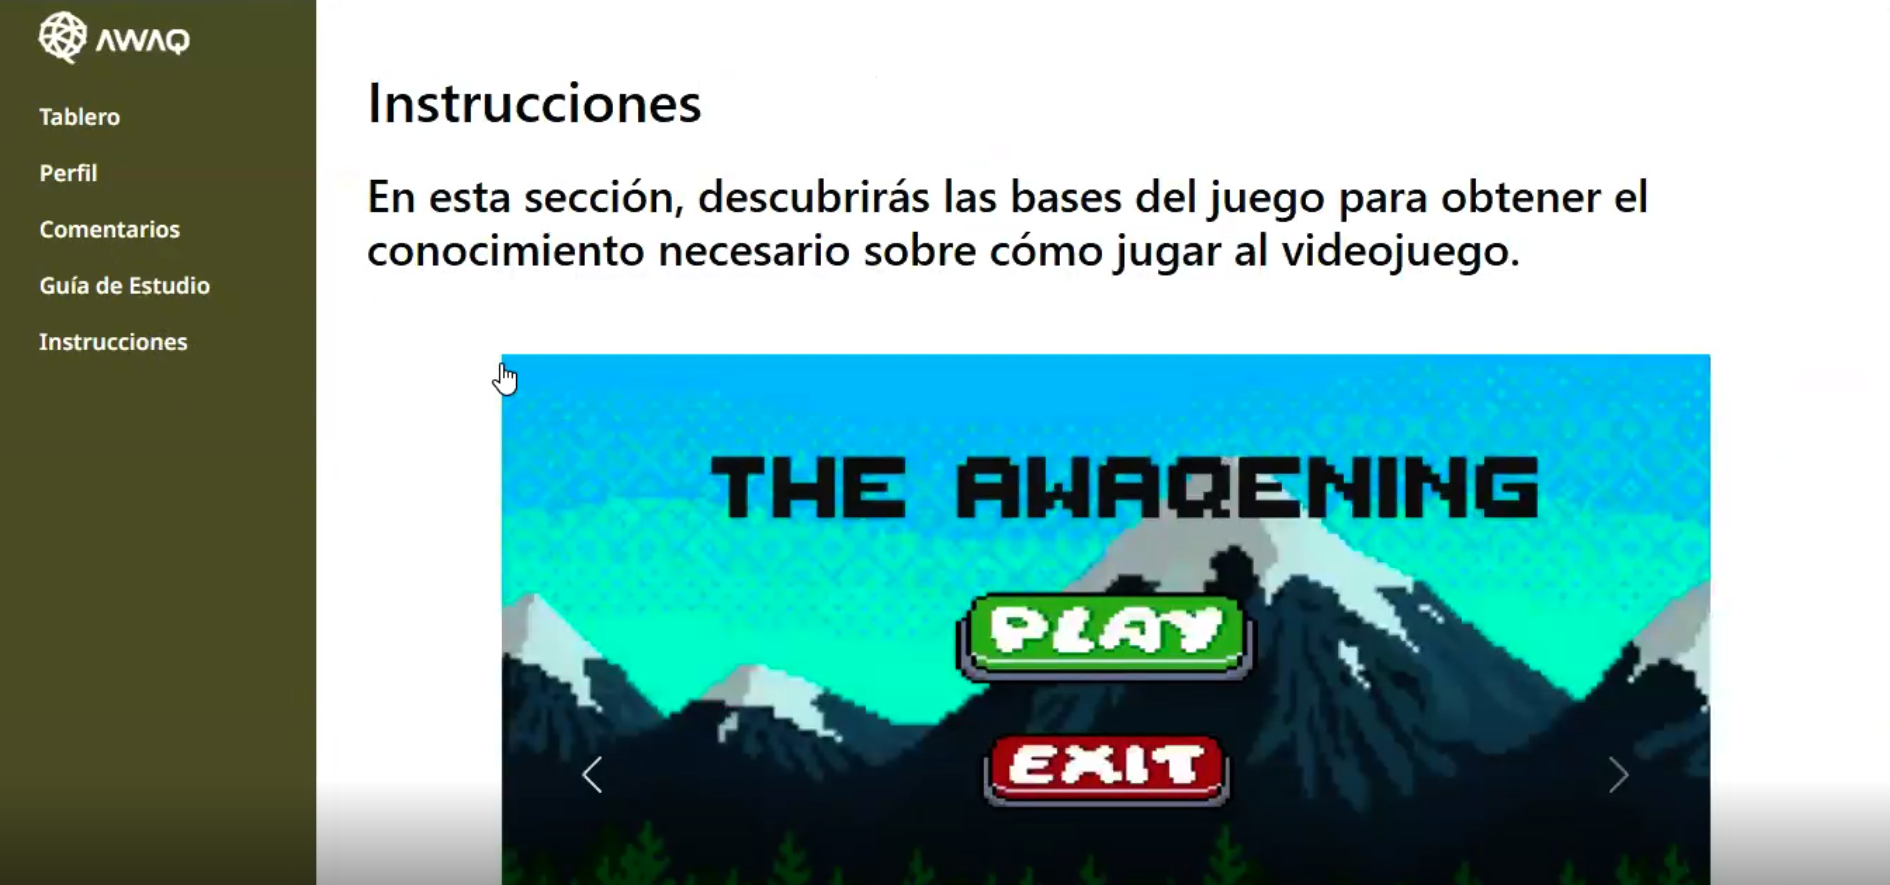 AWAQ
Tablero
Perfil
Comentarios
Guía de Estudio
Instrucciones
Instrucciones
En esta sección, descubrirás las bases del juego para obtener el
conocimiento necesario sobre cómo jugar al videojuego.
THE AWAQENING
PLAY
EXIT